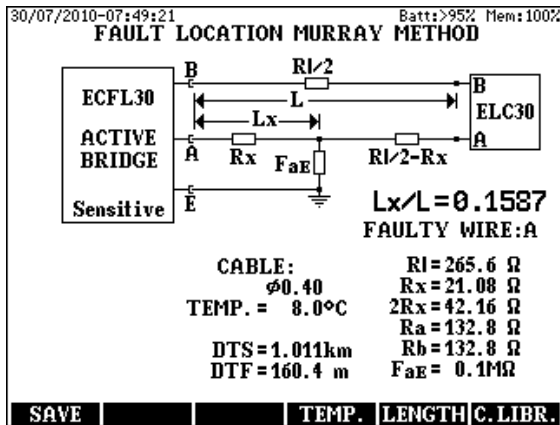 30/07/2010-07:49:21 Batt:>95% Mem:100%
FAULT LOCATION MURRAY METHOD
B Rl/2
B
ECFL30 L ELC30
Lx
ACTIVE A Rx FaE Rl/2-Rx A
BRIDGE
Sensitive E
Lx/L=0.1587
FAULTY WIRE:A
CABLE: Rl=265.6 Ω
ϕ0.40 Rx=21.08 Ω
TEMP.= 8.0°C 2Rx=42.16 Ω
Ra=132.8 Ω
DTS=1.011km Rb=132.8 Ω
DTF=160.4 m FaE= 0.1MΩ
SAVE TEMP. LENGTH C.LIBR.